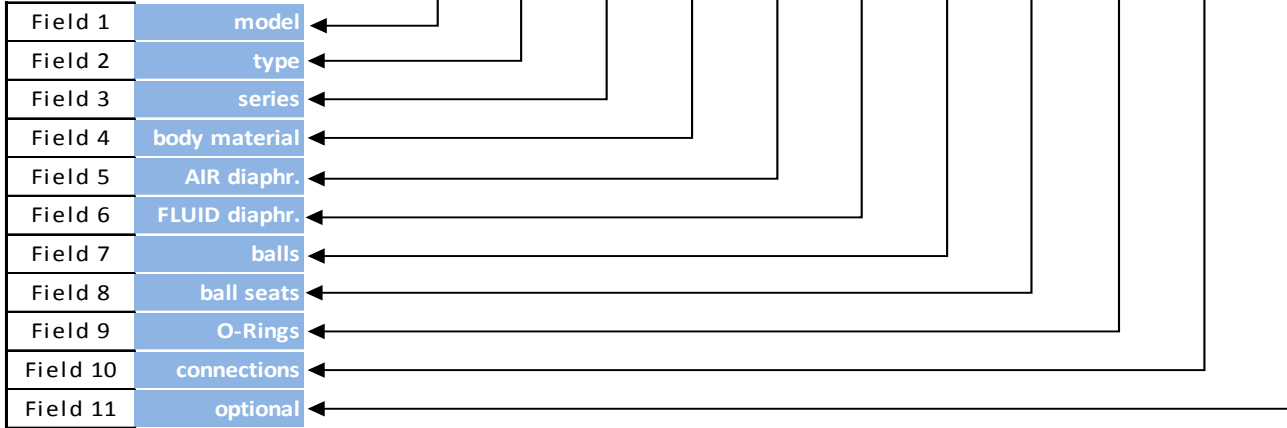 Field 1 model
Field 2 type
Field 3 series
Field 4 body material
Field 5 AIR diaphr.
Field 6 FLUID diaphr.
Field 7 balls
Field 8 ball seats
Field 9 O-Rings
Field 10 connections
Field 11 optional